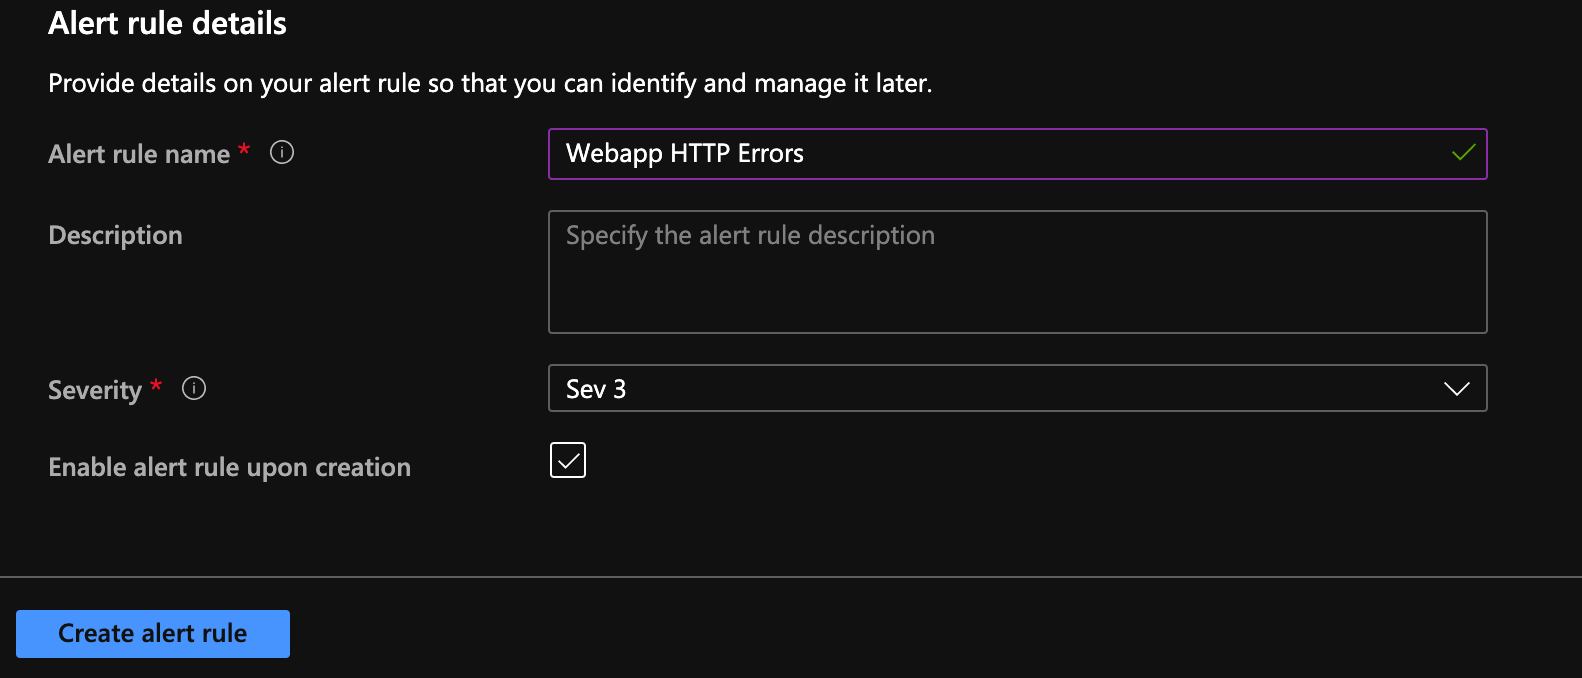 Alert rule details
Provide details on your alert rule so that you can identify and manage it later.
Alert rule name *
Webapp HTTP Errors
Description
Specify the alert rule description
Severity *
Sev 3
Enable alert rule upon creation
Create alert rule